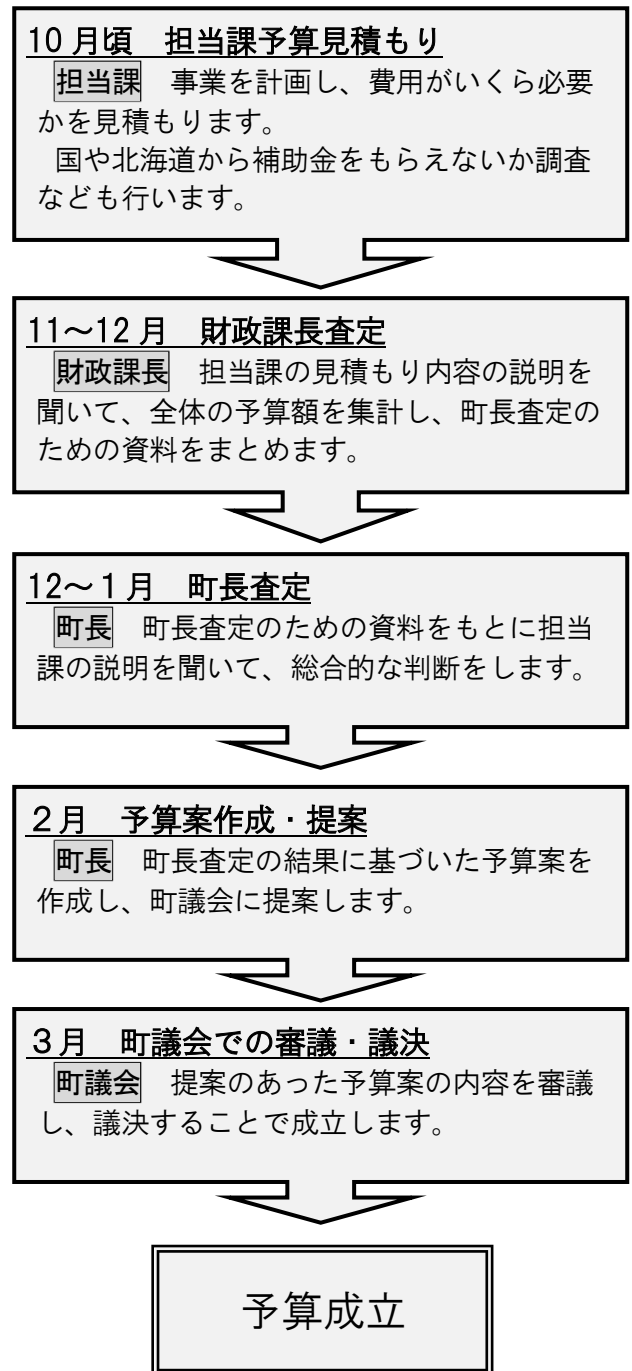 10月頃　担当課予算見積もり
担当課　事業を計画し、費用がいくら必要
かを見積もります。
国や北海道から補助金をもらえないか調査
なども行います。
11～12月　財政課長査定
財政課長　担当課の見積もり内容の説明を
聞いて、全体の予算額を集計し、町長査定の
ための資料をまとめます。
12～1月　町長査定
町長　町長査定のための資料をもとに担当
課の説明を聞いて、総合的な判断をします。
２月　予算案作成・提案
町長　町長査定の結果に基づいた予算案を
作成し、町議会に提案します。
３月　町議会での審議・議決
町議会　提案のあった予算案の内容を審議
し、議決することで成立します。
予算成立